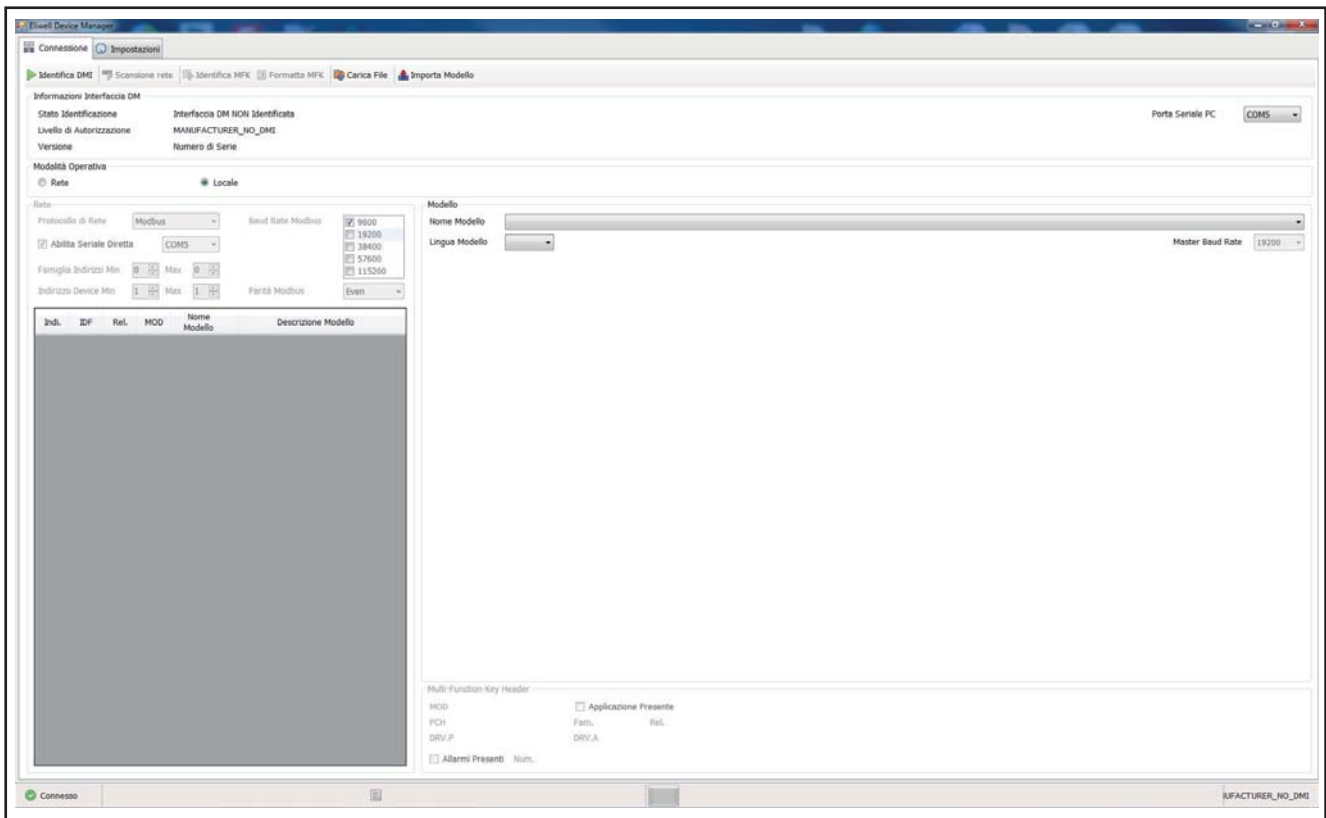 Eliwell Device Manager
Connessione Impostazioni
Identifica DMI Scansione rete Identifica MFK Formatta MFK Carica File Importa Modello
Informazioni Interfaccia DM
Stato Identificazione Interfaccia DM NON Identificata Porta Seriale PC COM5
Livello di Autorizzazione MANUFACTURER_NO_DMI
Versione Numero di Serie
Modalità Operativa
Rete Locale
Rete
Protocollo di Rete Modbus Baud Rate Modbus 9600
19200
Abilita Seriale Diretta COM5 38400
57600
Famiglia Indirizzi Min 0 Max 0 115200
Indirizzo Device Min 1 Max 1 Parità Modbus Even
Indi. IDF Rel. MOD Nome Modello Descrizione Modello
Modello
Nome Modello
Lingua Modello Master Baud Rate 19200
Multi-Function Key Header
MOD Applicazione Presente
PCH Fam. Rel.
DRV.P DRV.A
Allarmi Presenti Num.
Connesso UFACTURER_NO_DMI